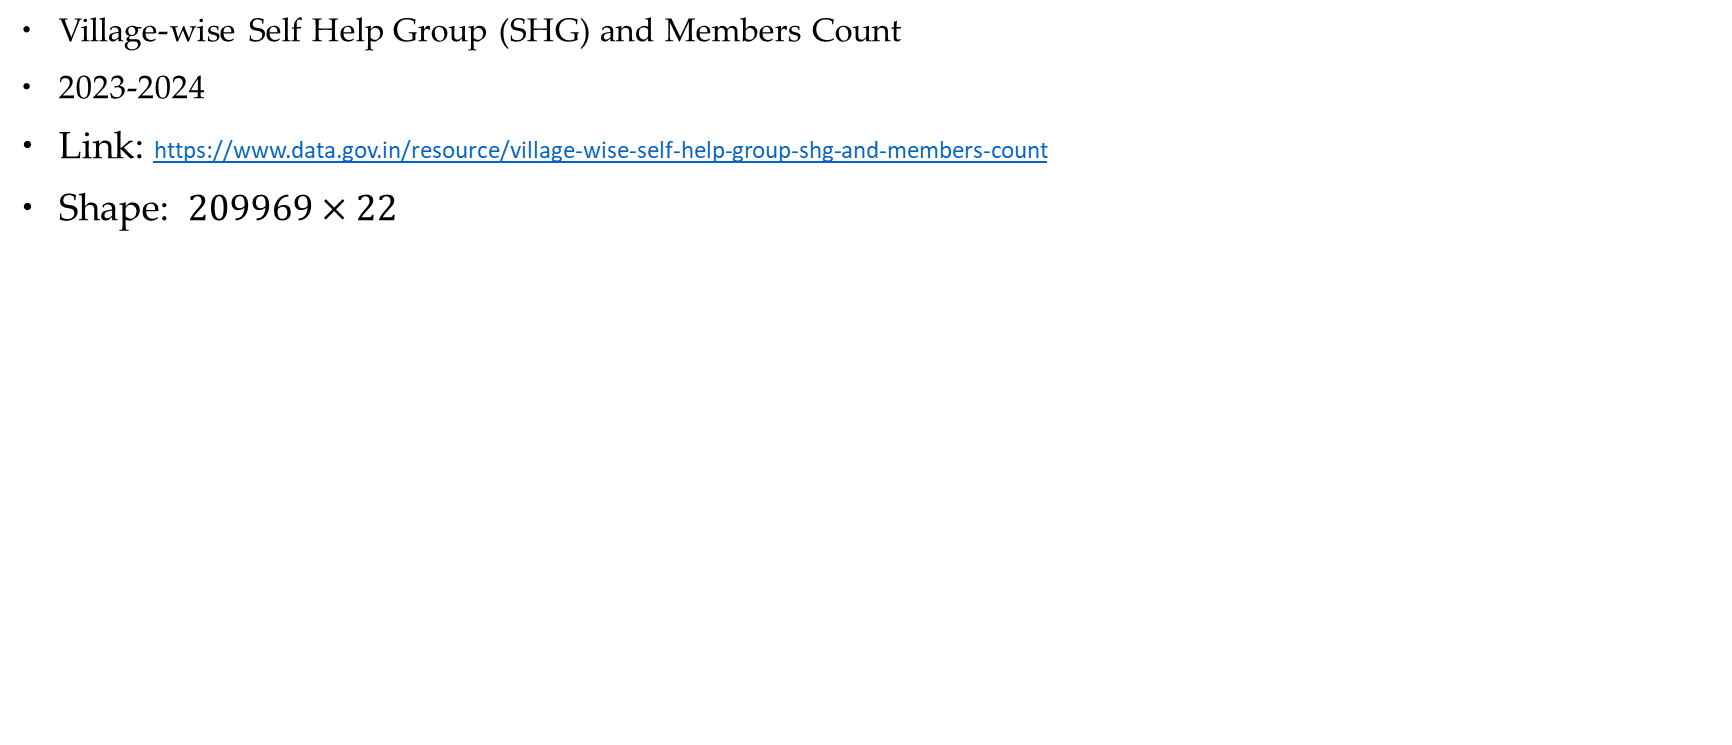 • Village-wise Self Help Group (SHG) and Members Count
• 2023-2024
• Link: https://www.data.gov.in/resource/village-wise-self-help-group-shg-and-members-count
• Shape: 209969 × 22